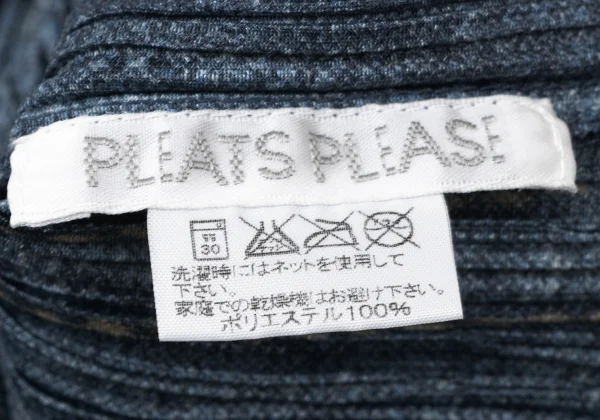 PLEATS PLEASE
弱
30
洗濯時にはネットを使用して
下さい。
家庭での乾燥機はお避け下さい。
ポリエステル100%